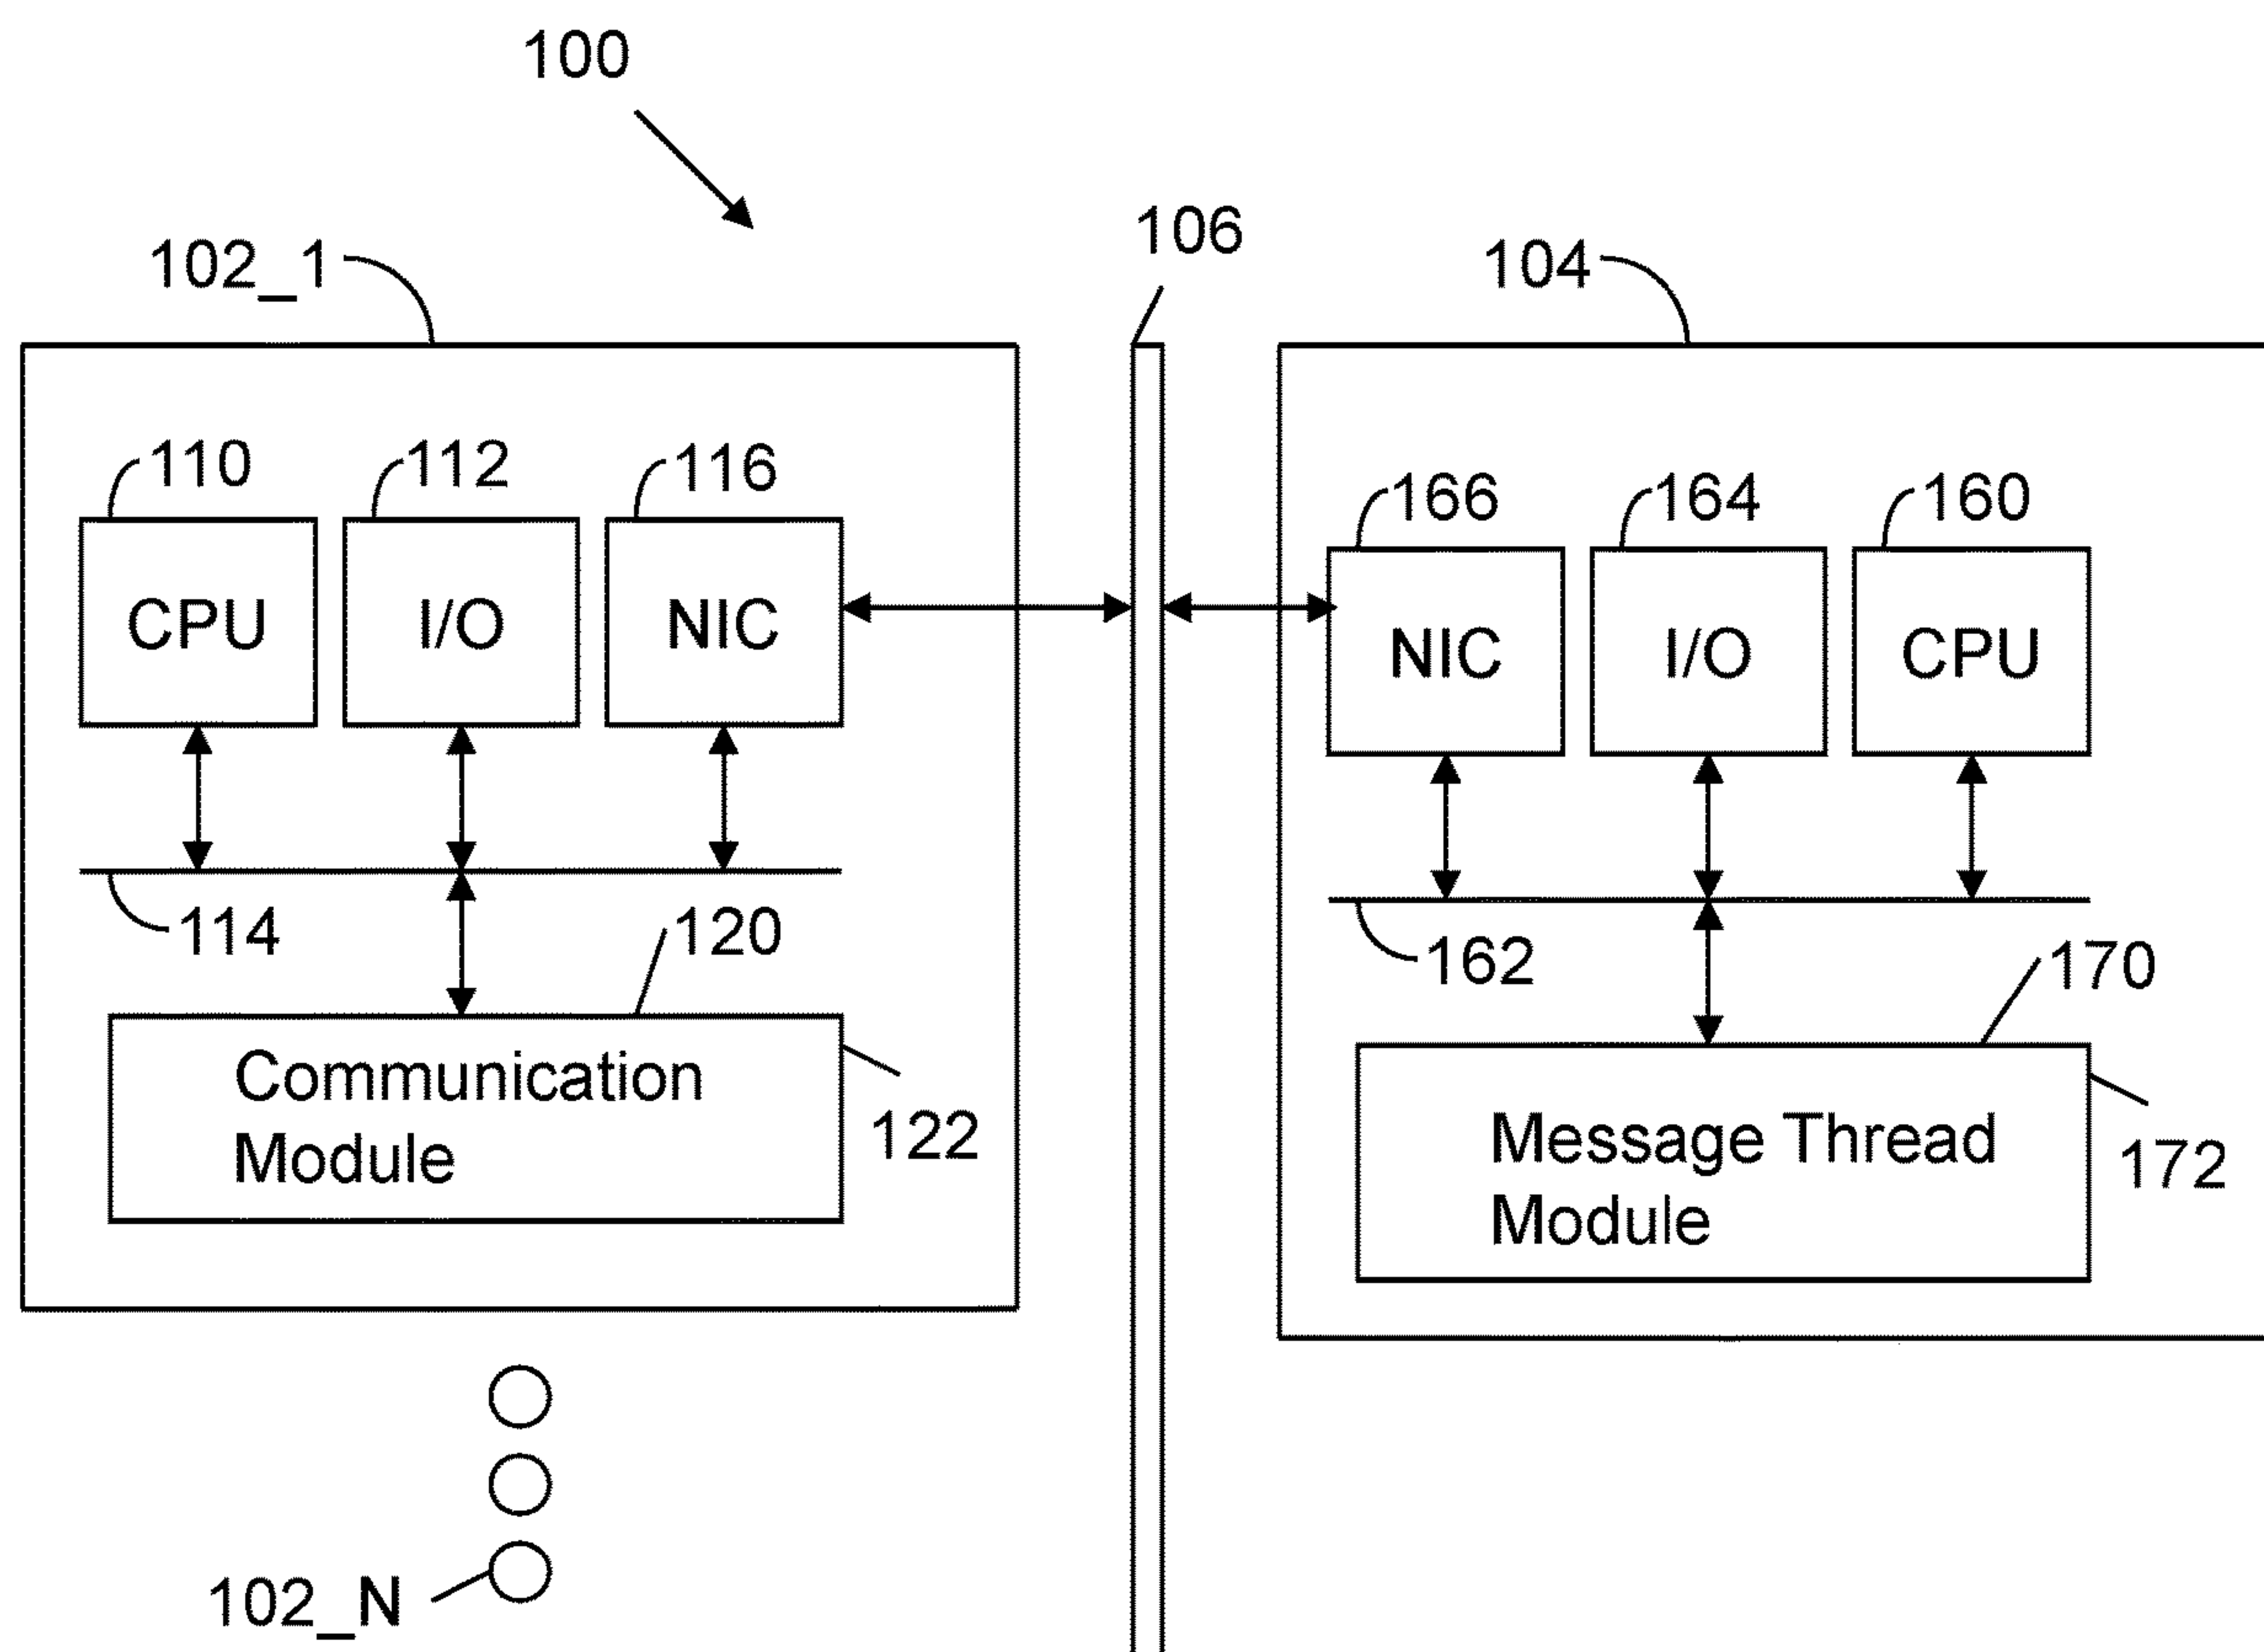 100
106
102_1
104
110
112
116
166
164
160
CPU
I/O
NIC
NIC
I/O
CPU
114
120
162
170
Communication
Module
122
Message Thread
Module
172
102_N